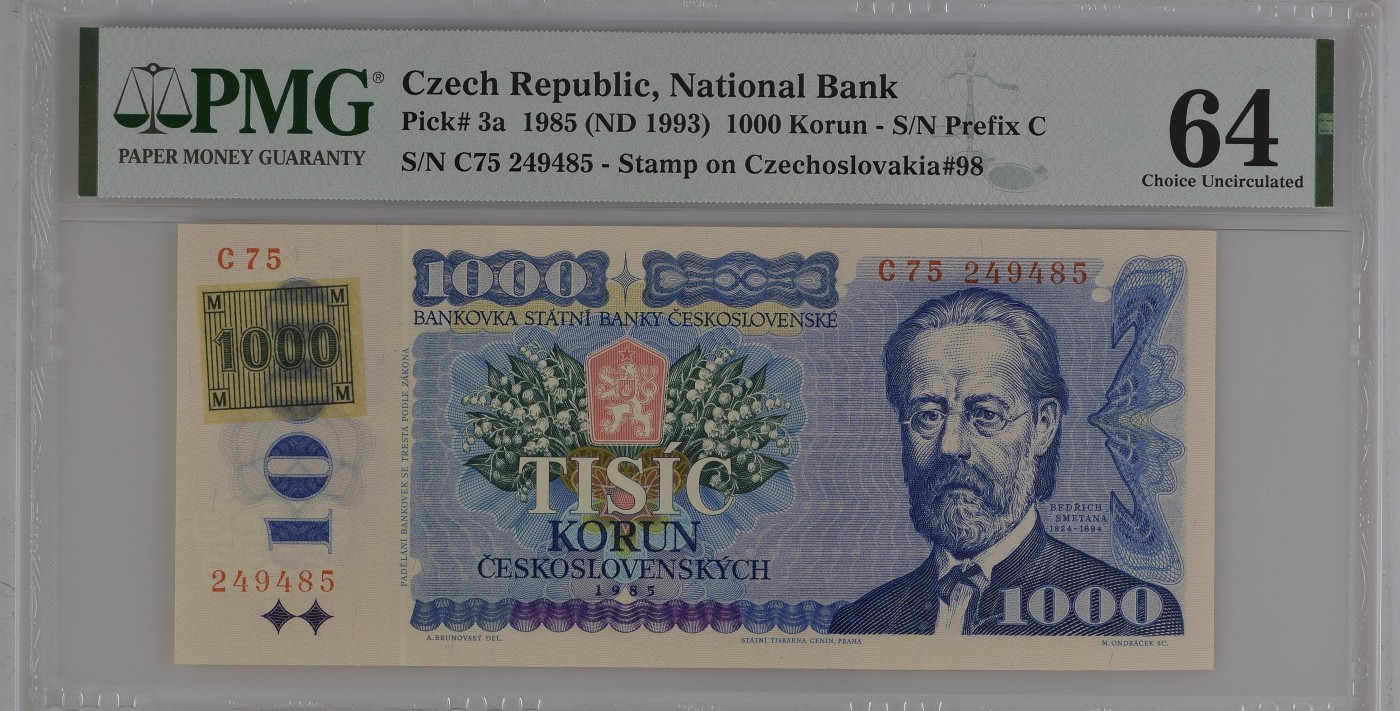 PMG®
PAPER MONEY GUARANTY
Czech Republic, National Bank
Pick# 3a 1985 (ND 1993) 1000 Korun - S/N Prefix C
S/N C75 249485 - Stamp on Czechoslovakia#98
64
Choice Uncirculated
C 75
M M
1000
M M
10
249485
PADĚLÁNÍ BANKOVEK SE TRESTÁ PODLE ZÁKONA
1000
BANKOVKA STÁTNÍ BANKY ČESKOSLOVENSKÉ
C 75 249485
TISÍC
KORUN
ČESKOSLOVENSKÝCH
1985
BEDŘICH
SMETANA
1824-1884
1000
A. BRUNOVSKÝ DEL.
STÁTNÍ TISKÁRNA CENIN, PRAHA
M. ONDRÁČEK SC.